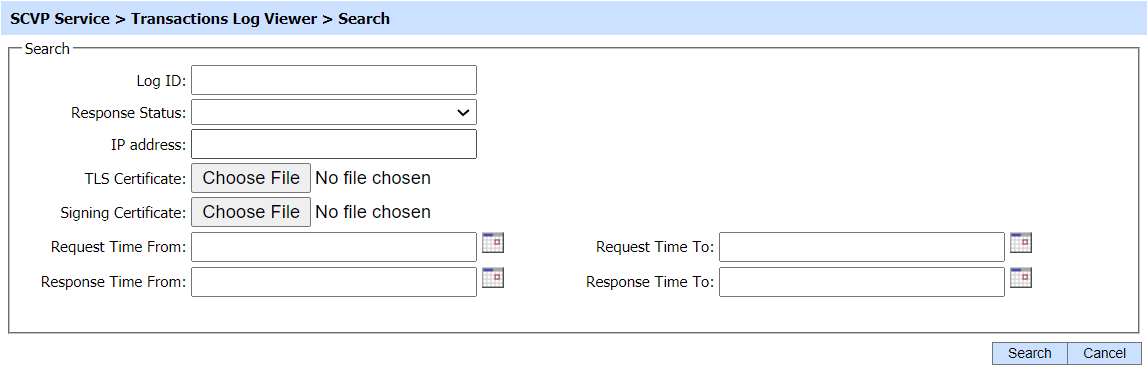 SCVP Service > Transactions Log Viewer > Search
Search
Log ID:
Response Status:
IP address:
TLS Certificate: Choose File No file chosen
Signing Certificate: Choose File No file chosen
Request Time From: Request Time To:
Response Time From: Response Time To:
Search Cancel